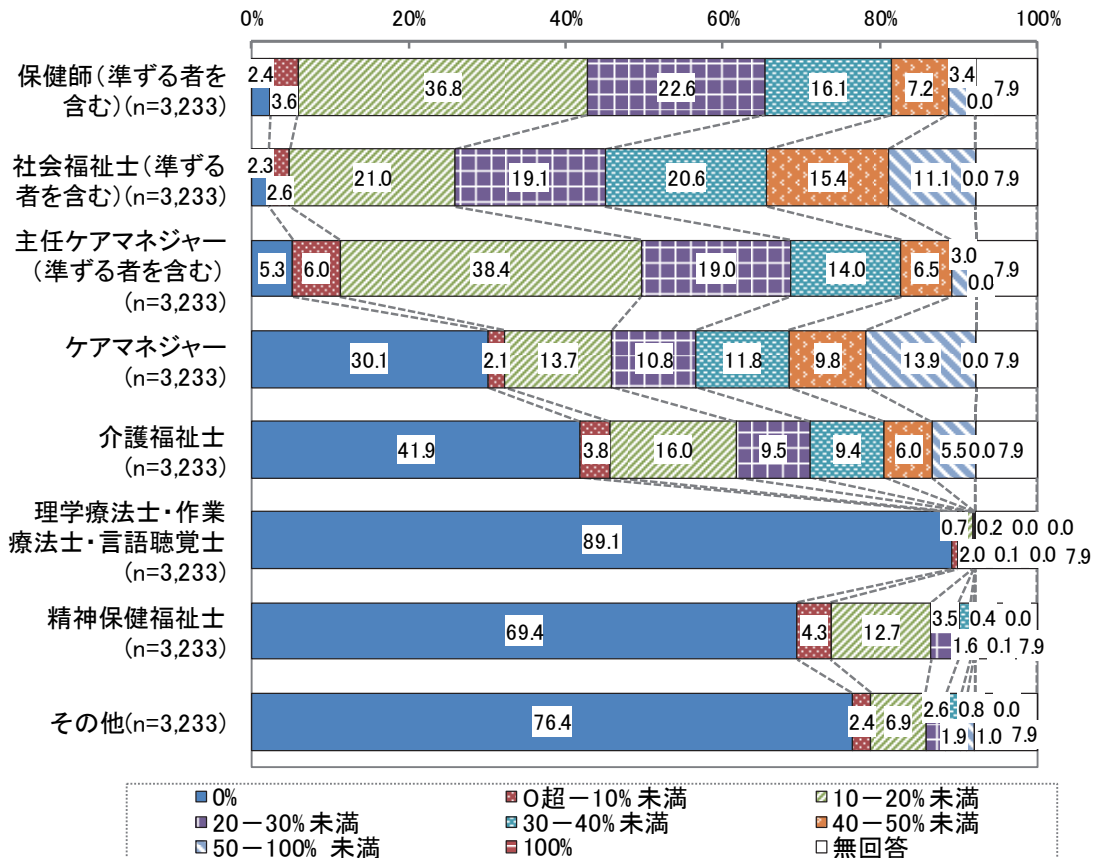 0% 20% 40% 60% 80% 100%
保健師（準ずる者を
含む）(n=3,233)
2.4 3.6 36.8 22.6 16.1 7.2 3.4 0.0 7.9
社会福祉士（準ずる
者を含む）(n=3,233)
2.3 2.6 21.0 19.1 20.6 15.4 11.1 0.0 7.9
主任ケアマネジャー
（準ずる者を含む）
(n=3,233)
5.3 6.0 38.4 19.0 14.0 6.5 3.0 0.0 7.9
ケアマネジャー
(n=3,233)
30.1 2.1 13.7 10.8 11.8 9.8 13.9 0.0 7.9
介護福祉士
(n=3,233)
41.9 3.8 16.0 9.5 9.4 6.0 5.5 0.0 7.9
理学療法士・作業
療法士・言語聴覚士
(n=3,233)
89.1 0.7 2.0 0.2 0.1 0.0 0.0 0.0 7.9
精神保健福祉士
(n=3,233)
69.4 4.3 12.7 3.5 1.6 0.4 0.1 0.0 7.9
その他(n=3,233)
76.4 2.4 6.9 2.6 1.9 0.8 1.0 0.0 7.9
0% 0超－10%未満 10－20%未満
20－30%未満 30－40%未満 40－50%未満
50－100% 未満 100% 無回答